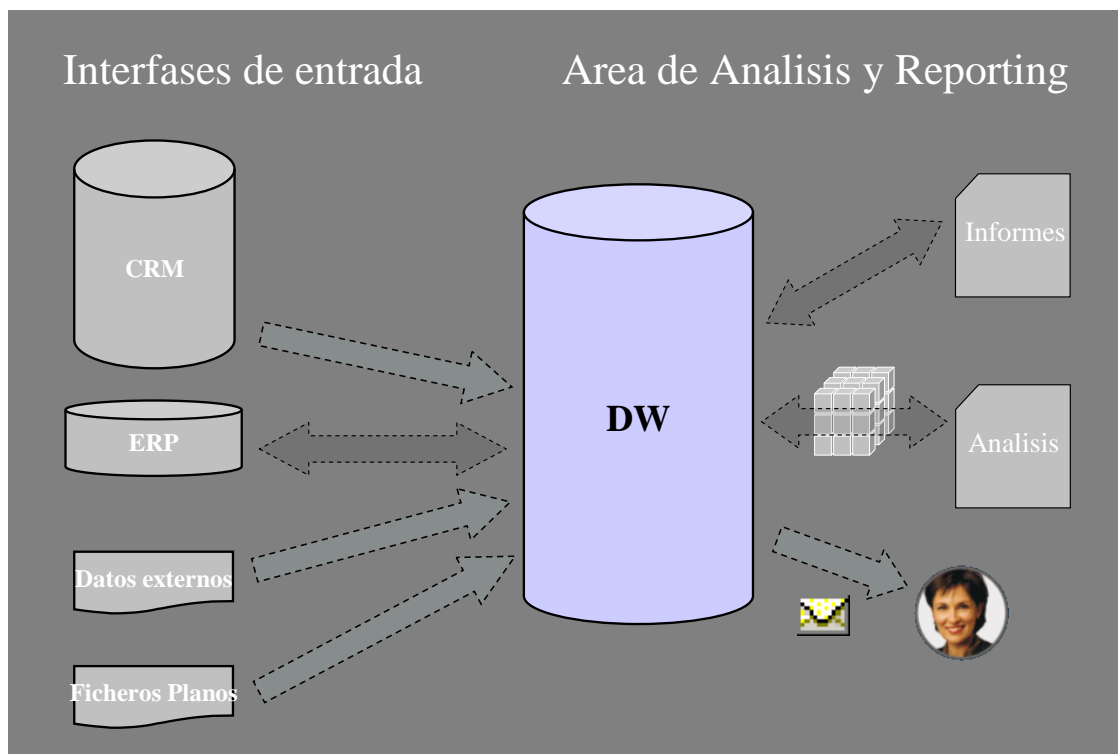 Interfases de entrada
Area de Analisis y Reporting
CRM
ERP
Datos externos
Ficheros Planos
DW
Informes
Analisis